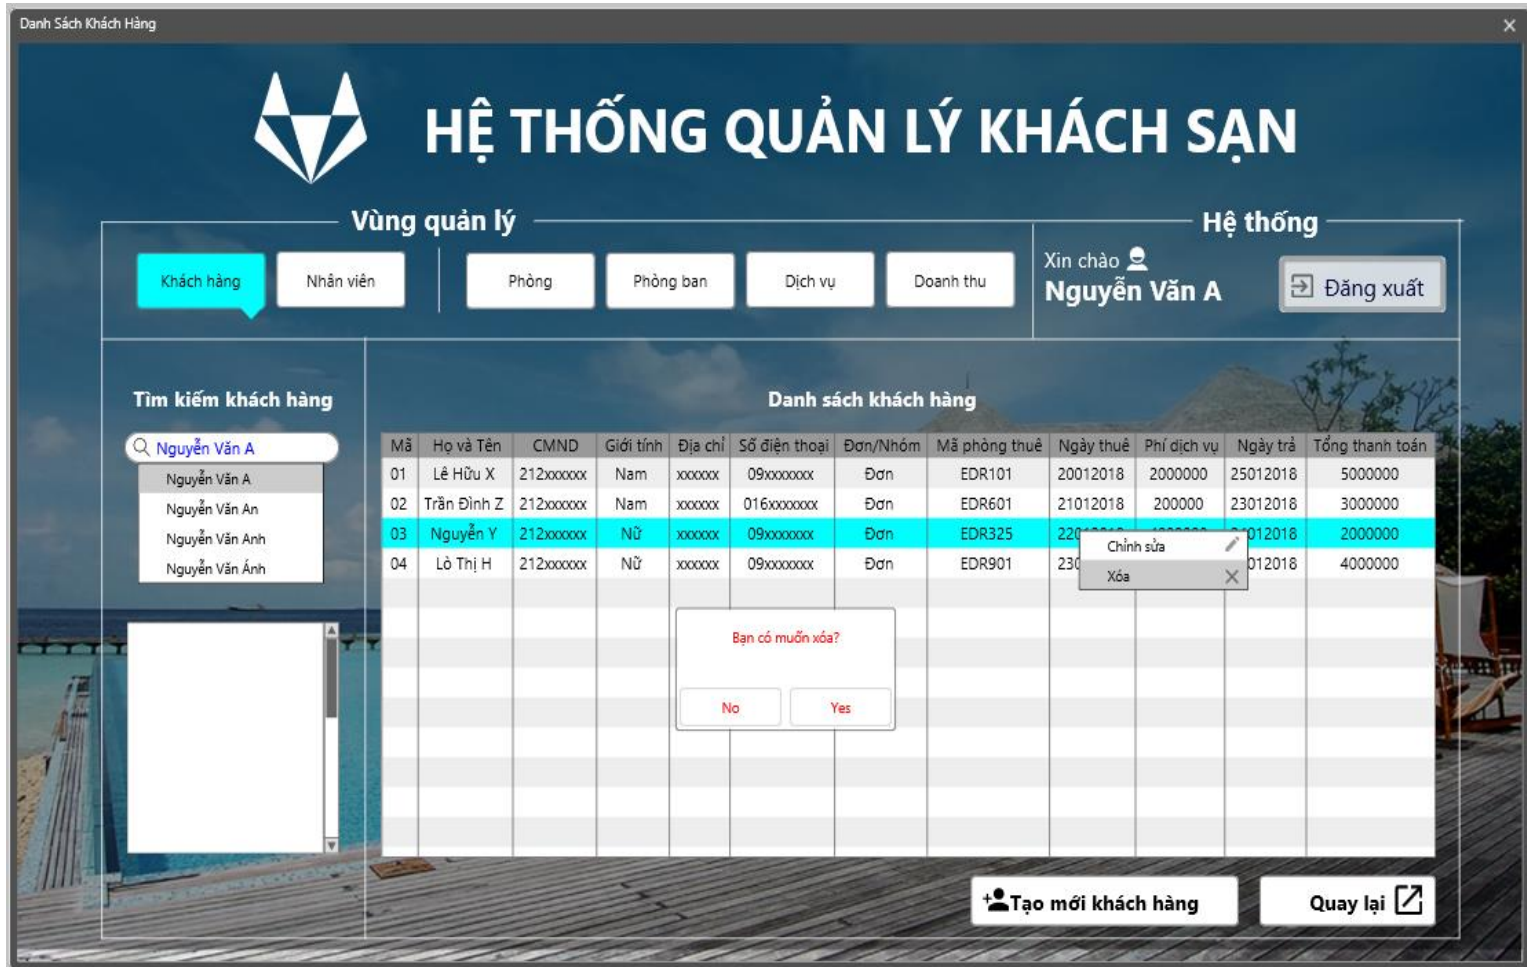 Danh Sách Khách Hàng
HỆ THỐNG QUẢN LÝ KHÁCH SẠN
Vùng quản lý
Hệ thống
Khách hàng
Nhân viên
Phòng
Phòng ban
Dịch vụ
Doanh thu
Xin chào
Nguyễn Văn A
Đăng xuất
Tìm kiếm khách hàng
Nguyễn Văn A
Nguyễn Văn A
Nguyễn Văn An
Nguyễn Văn Anh
Nguyễn Văn Ánh
Danh sách khách hàng
Mã Họ và Tên CMND Giới tính Địa chỉ Số điện thoại Đơn/Nhóm Mã phòng thuê Ngày thuê Phí dịch vụ Ngày trả Tổng thanh toán
01 Lê Hữu X 212xxxxxx Nam xxxxxx 09xxxxxxx Đơn EDR101 20012018 2000000 25012018 5000000
02 Trần Đình Z 212xxxxxx Nam xxxxxx 016xxxxxxx Đơn EDR601 21012018 200000 23012018 3000000
03 Nguyễn Y 212xxxxxx Nữ xxxxxx 09xxxxxxx Đơn EDR325 012018 2000000
04 Lò Thị H 212xxxxxx Nữ xxxxxx 09xxxxxxx Đơn EDR901 230 012018 4000000
Chỉnh sửa
Xóa
Bạn có muốn xóa?
No Yes
Tạo mới khách hàng
Quay lại